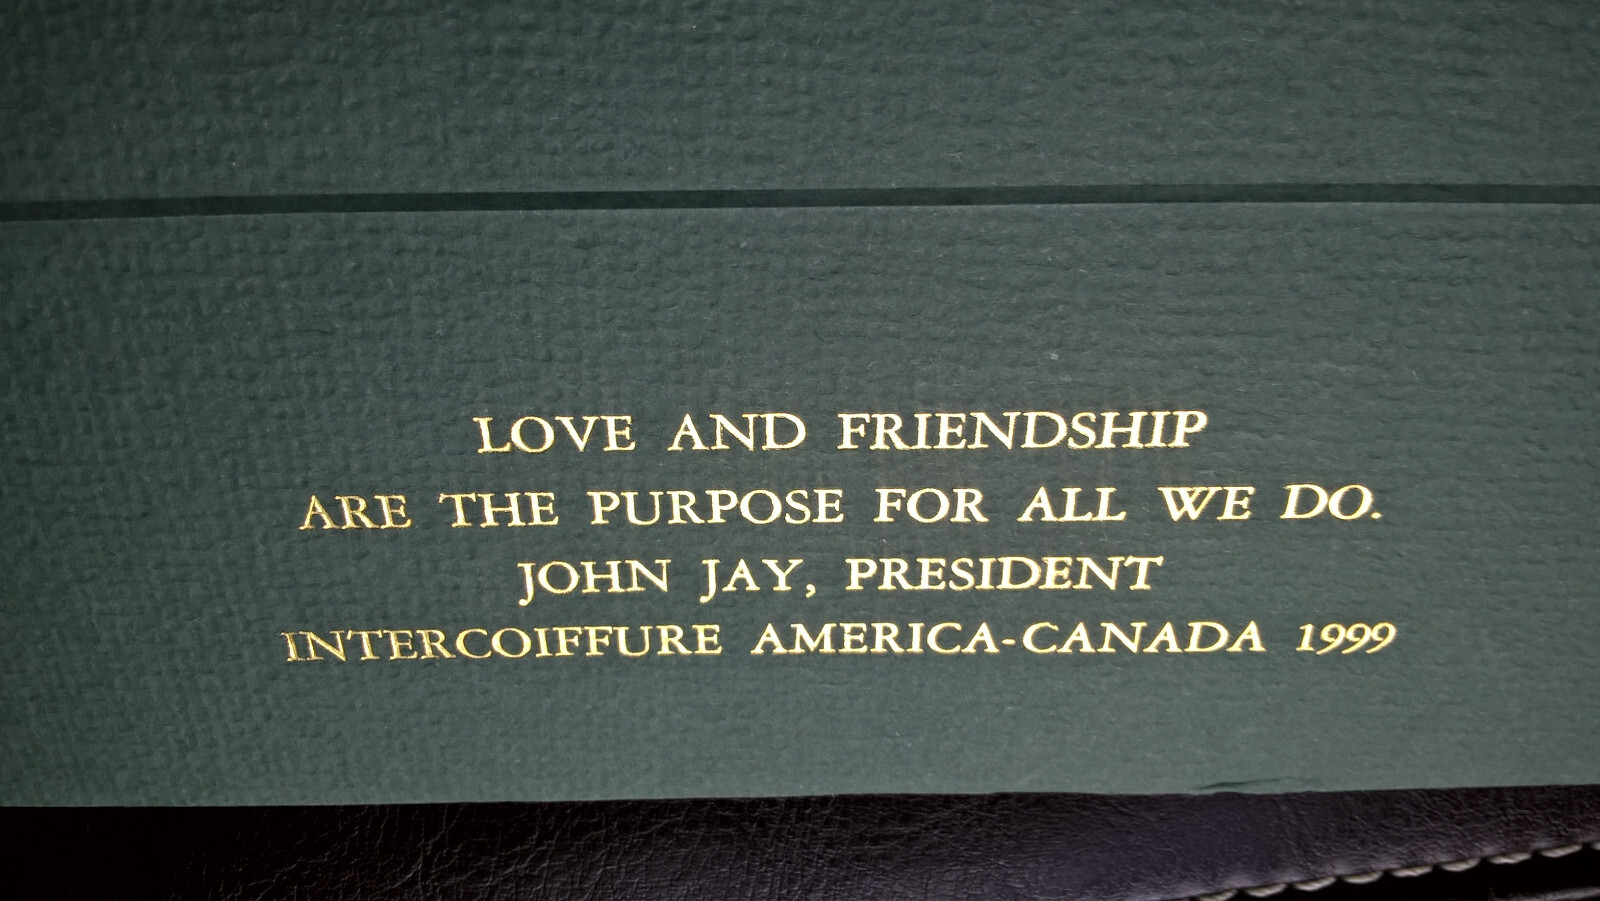 LOVE AND FRIENDSHIP
ARE THE PURPOSE FOR ALL WE DO.
JOHN JAY, PRESIDENT
INTERCOIFFURE AMERICA-CANADA 1999